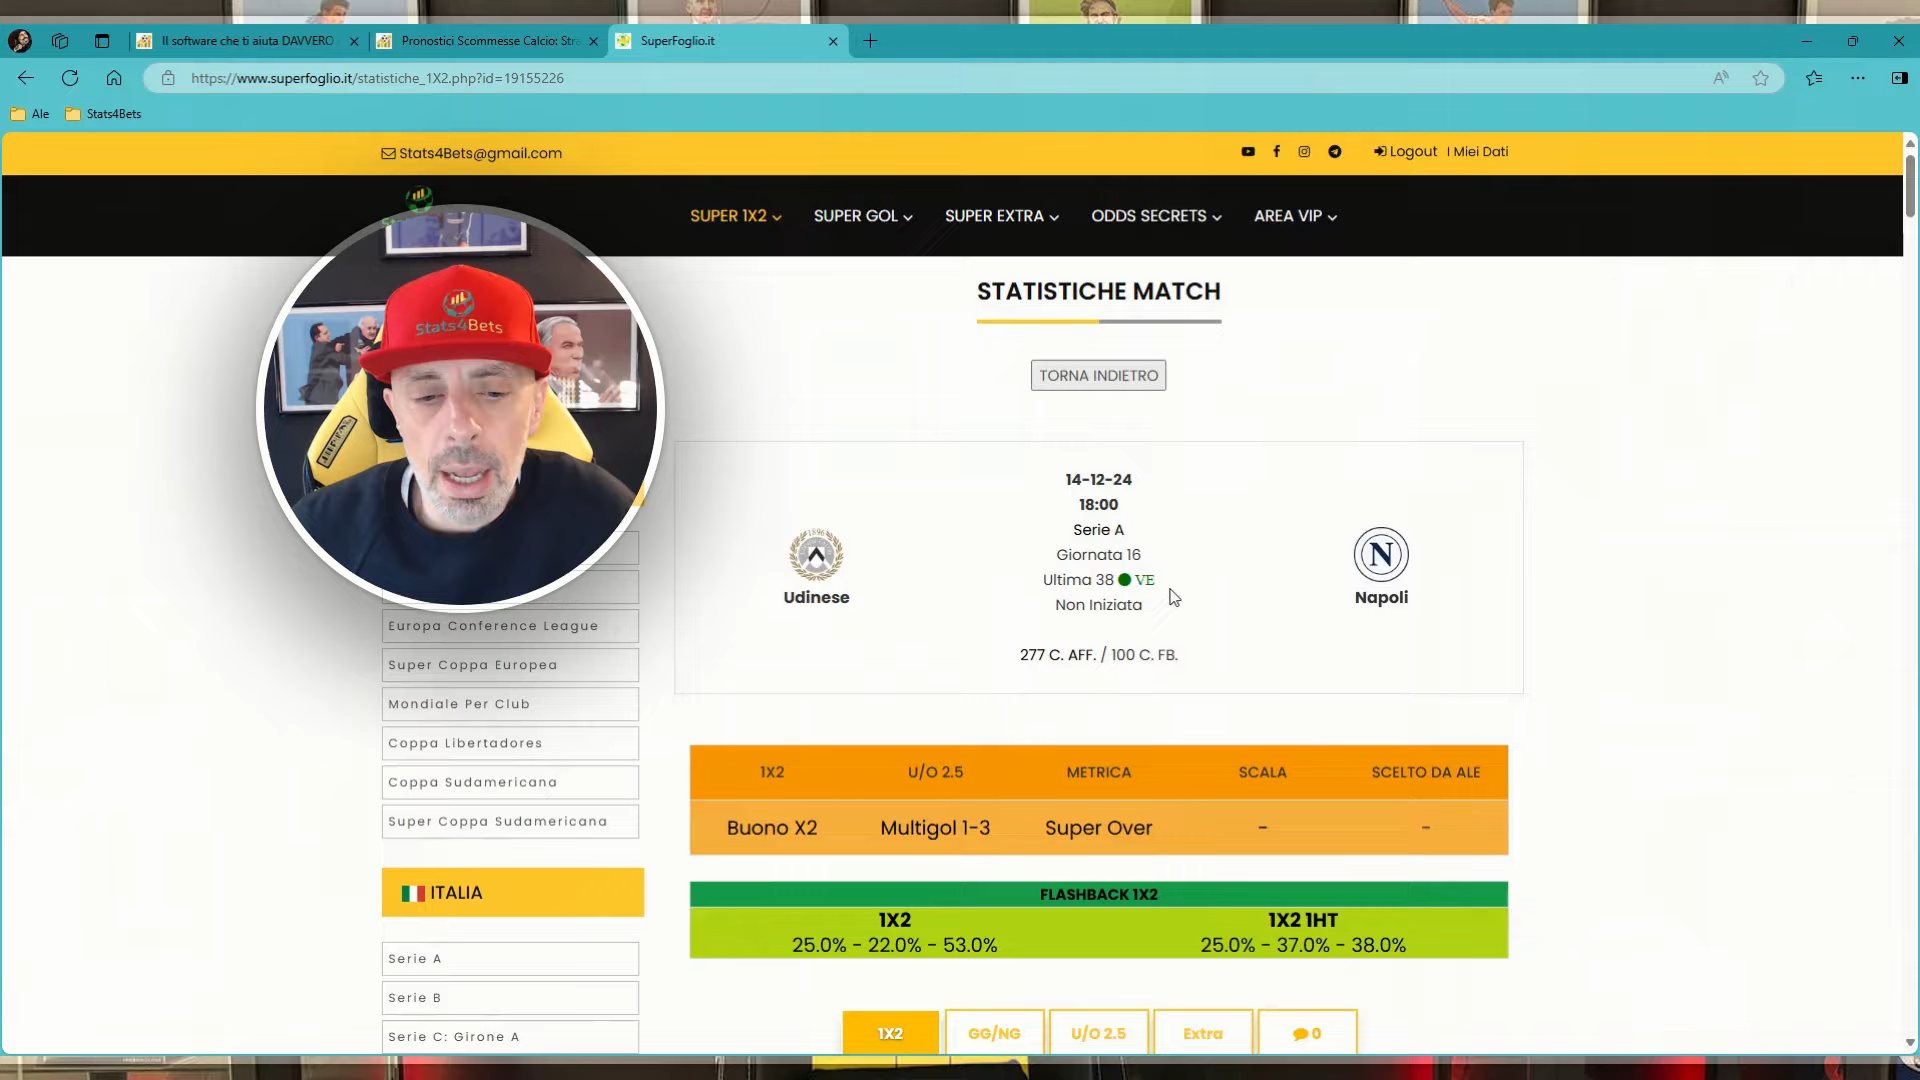 Il software che ti aiuta DAVVERO
Pronostici Scommesse Calcio: Stra
SuperFoglio.it
https://www.superfoglio.it/statistiche_1X2.php?id=19155226
Ale
Stats4Bets
Stats4Bets@gmail.com
Logout
I Miei Dati
SUPER 1X2
SUPER GOL
SUPER EXTRA
ODDS SECRETS
AREA VIP
STATISTICHE MATCH
TORNA INDIETRO
Stats4Bets
14-12-24
18:00
Serie A
Giornata 16
Ultima 38 VE
Non Iniziata
277 C. AFF. / 100 C. FB.
1896
Udinese
N
Napoli
Europa Conference League
Super Coppa Europea
Mondiale Per Club
Coppa Libertadores
Coppa Sudamericana
Super Coppa Sudamericana
ITALIA
Serie A
Serie B
Serie C: Girone A
1X2
U/O 2.5
METRICA
SCALA
SCELTO DA ALE
Buono X2
Multigol 1-3
Super Over
-
-
FLASHBACK 1X2
1X2
25.0% - 22.0% - 53.0%
1X2 1HT
25.0% - 37.0% - 38.0%
1X2
GG/NG
U/O 2.5
Extra
0